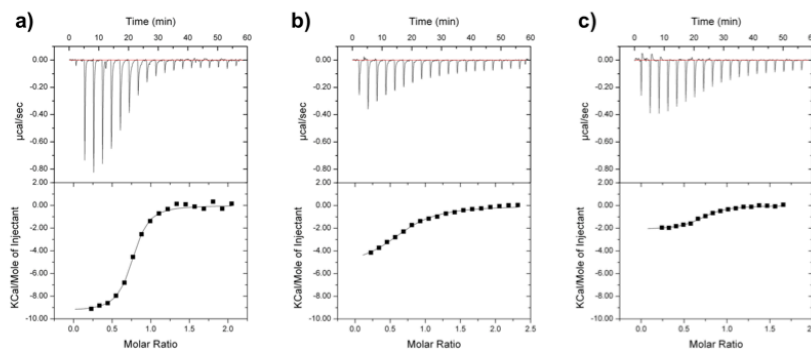 a)
Time (min)
0 10 20 30 40 50 60
0.00
-0.20
-0.40
-0.60
-0.80
µcal/sec
2.00
0.00
-2.00
-4.00
-6.00
-8.00
-10.00
KCal/Mole of Injectant
0.0 0.5 1.0 1.5 2.0
Molar Ratio
b)
Time (min)
0 10 20 30 40 50 60
0.00
-0.20
-0.40
-0.60
-0.80
µcal/sec
2.00
0.00
-2.00
-4.00
-6.00
-8.00
-10.00
KCal/Mole of Injectant
0.0 0.5 1.0 1.5 2.0 2.5
Molar Ratio
c)
Time (min)
0 10 20 30 40 50
0.00
-0.20
-0.40
-0.60
-0.80
µcal/sec
2.00
0.00
-2.00
-4.00
-6.00
-8.00
-10.00
KCal/Mole of Injectant
0.0 0.5 1.0 1.5
Molar Ratio